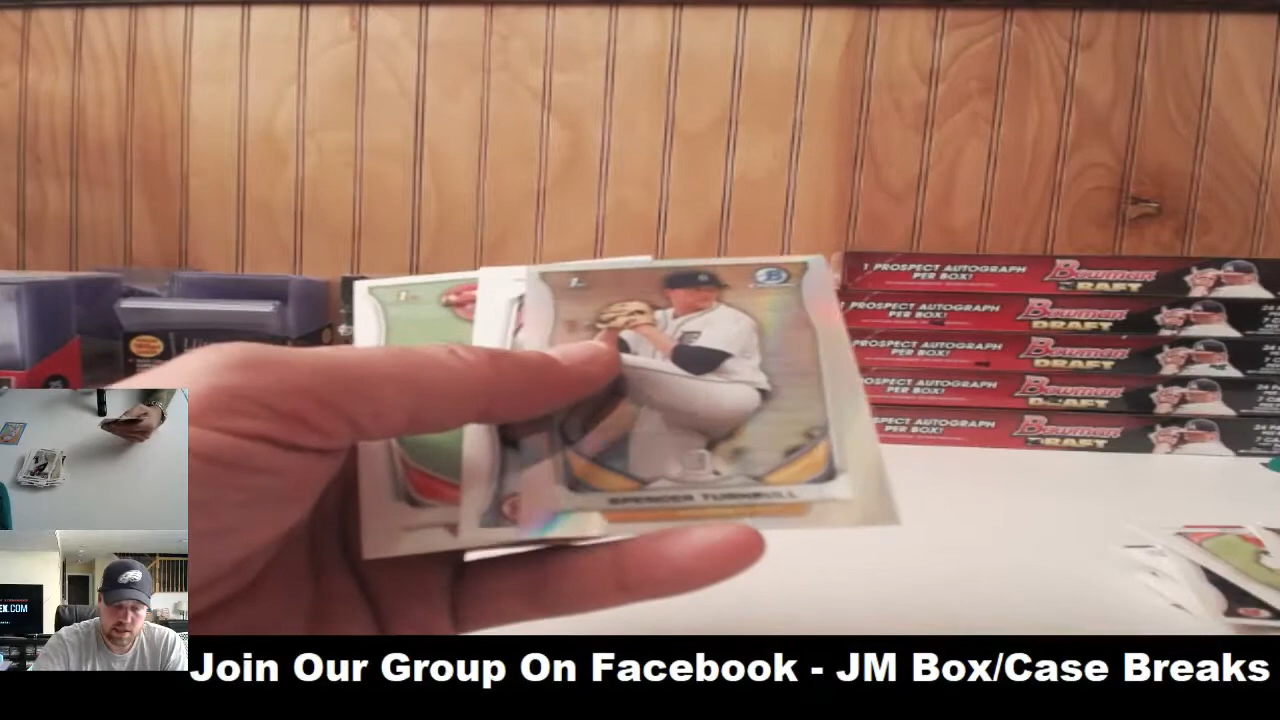 1 PROSPECT AUTOGRAPH
PER BOX!
Bowman
DRAFT
PROSPECT AUTOGRAPH
PER BOX!
Bowman
DRAFT
PROSPECT AUTOGRAPH
PER BOX!
Bowman
DRAFT
PROSPECT AUTOGRAPH
PER BOX!
Bowman
DRAFT
SPECT AUTOGRAPH
PER BOX!
Bowman
DRAFT
SPENCER TURNBULL
EX.COM
Join Our Group On Facebook - JM Box/Case Breaks